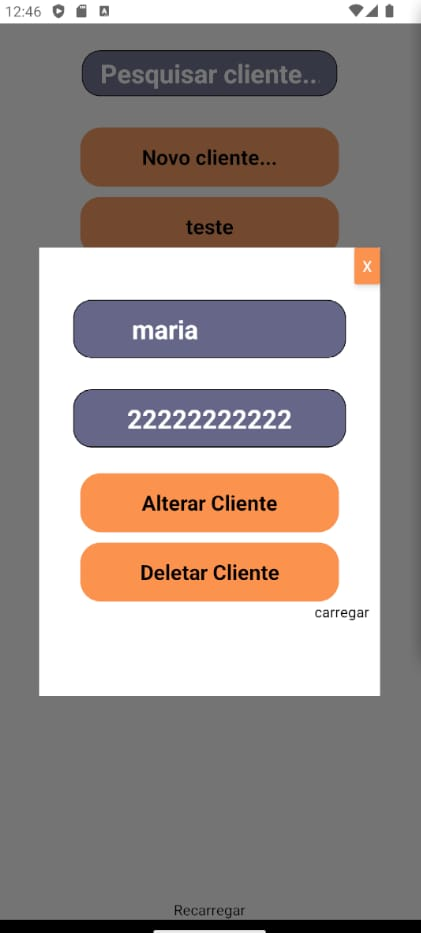 12:46
Pesquisar cliente...
Novo cliente...
teste
X
maria
22222222222
Alterar Cliente
Deletar Cliente
carregar
Recarregar